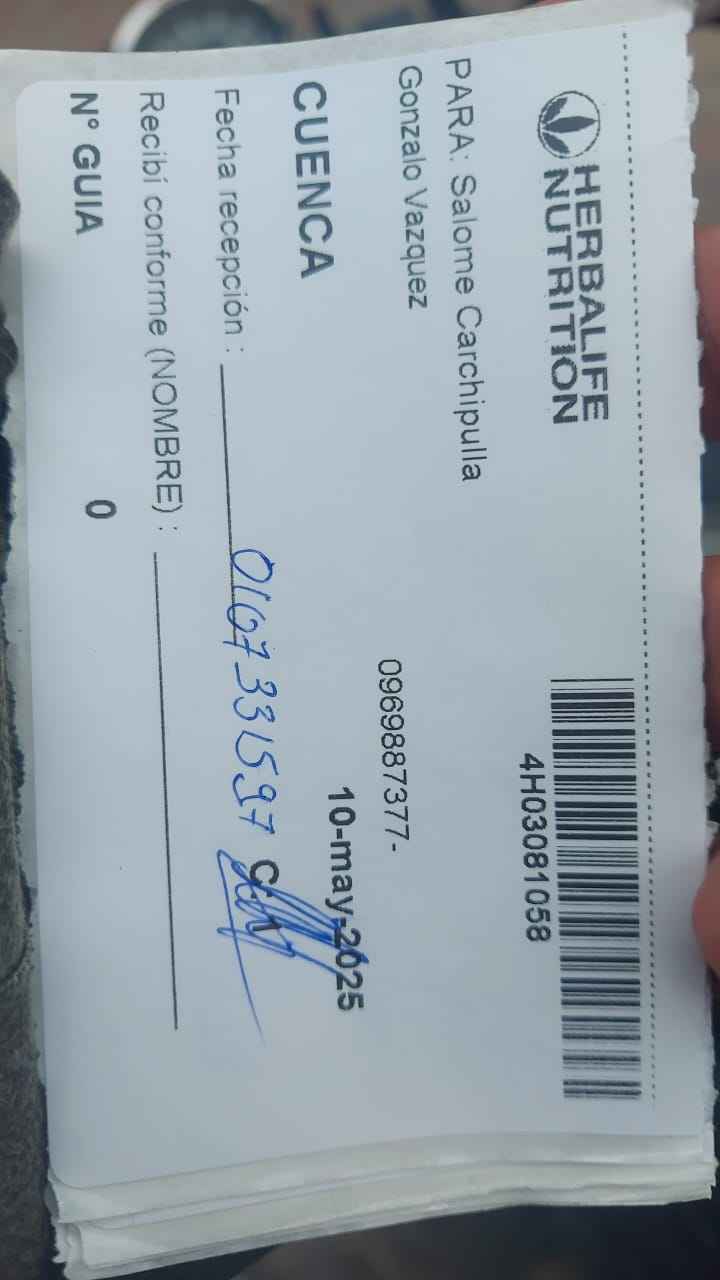 HERBALIFE
NUTRITION
4H03081058
PARA: Salome Carchipulla
Gonzalo Vazquez
0969887377-
CUENCA
10-may-2025
Fecha recepción :
0107331597
C 1
Recibí conforme (NOMBRE) :
N° GUIA
0